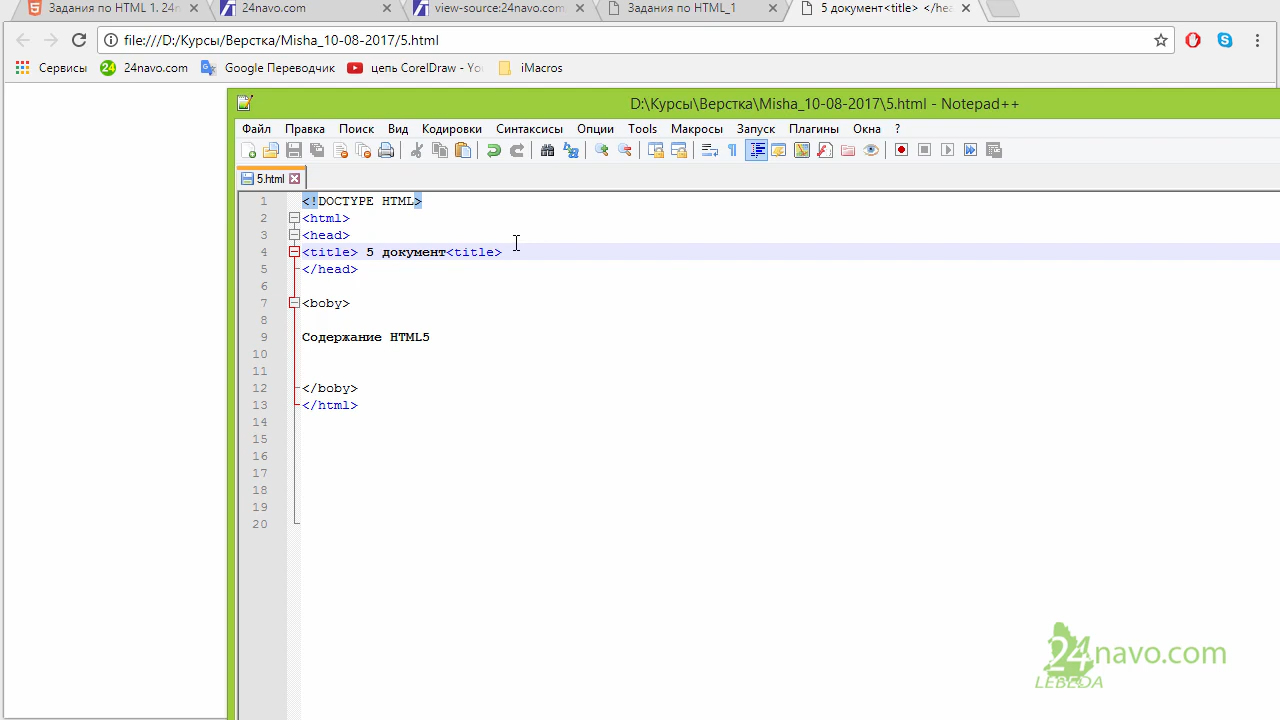 Задания по HTML 1. 24n
24navo.com
view-source:24navo.com
Задания по HTML_1
5 документ<title> </hea
file:///D:/Курсы/Верстка/Misha_10-08-2017/5.html
Сервисы
24
24navo.com
Google Переводчик
цепь CorelDraw - Yo
iMacros
D:\Курсы\Верстка\Misha_10-08-2017\5.html - Notepad++
Файл Правка Поиск Вид Кодировки Синтаксисы Опции Tools Макросы Запуск Плагины Окна ?
5.html
1 <!DOCTYPE HTML>
2 <html>
3 <head>
4 <title> 5 документ<title>
5 </head>
6
7 <boby>
8
9 Содержание HTML5
10
11
12 </boby>
13 </html>
14
15
16
17
18
19
20
24navo.com
LEBEDA